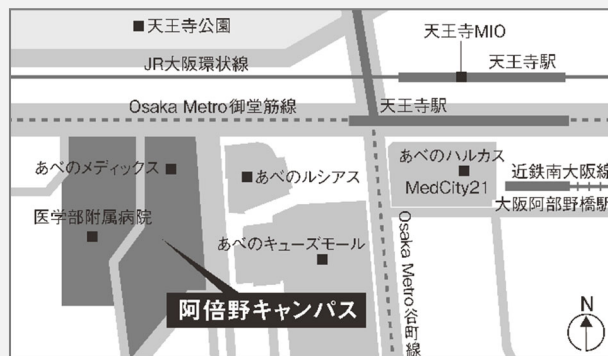 天王寺公園
天王寺MIO
JR大阪環状線
天王寺駅
Osaka Metro御堂筋線
天王寺駅
あべのメディックス
あべのルシアス
あべのハルカス
MedCity21
近鉄南大阪線
大阪阿部野橋駅
医学部附属病院
あべのキューズモール
Osaka Metro谷町線
阿倍野キャンパス
N